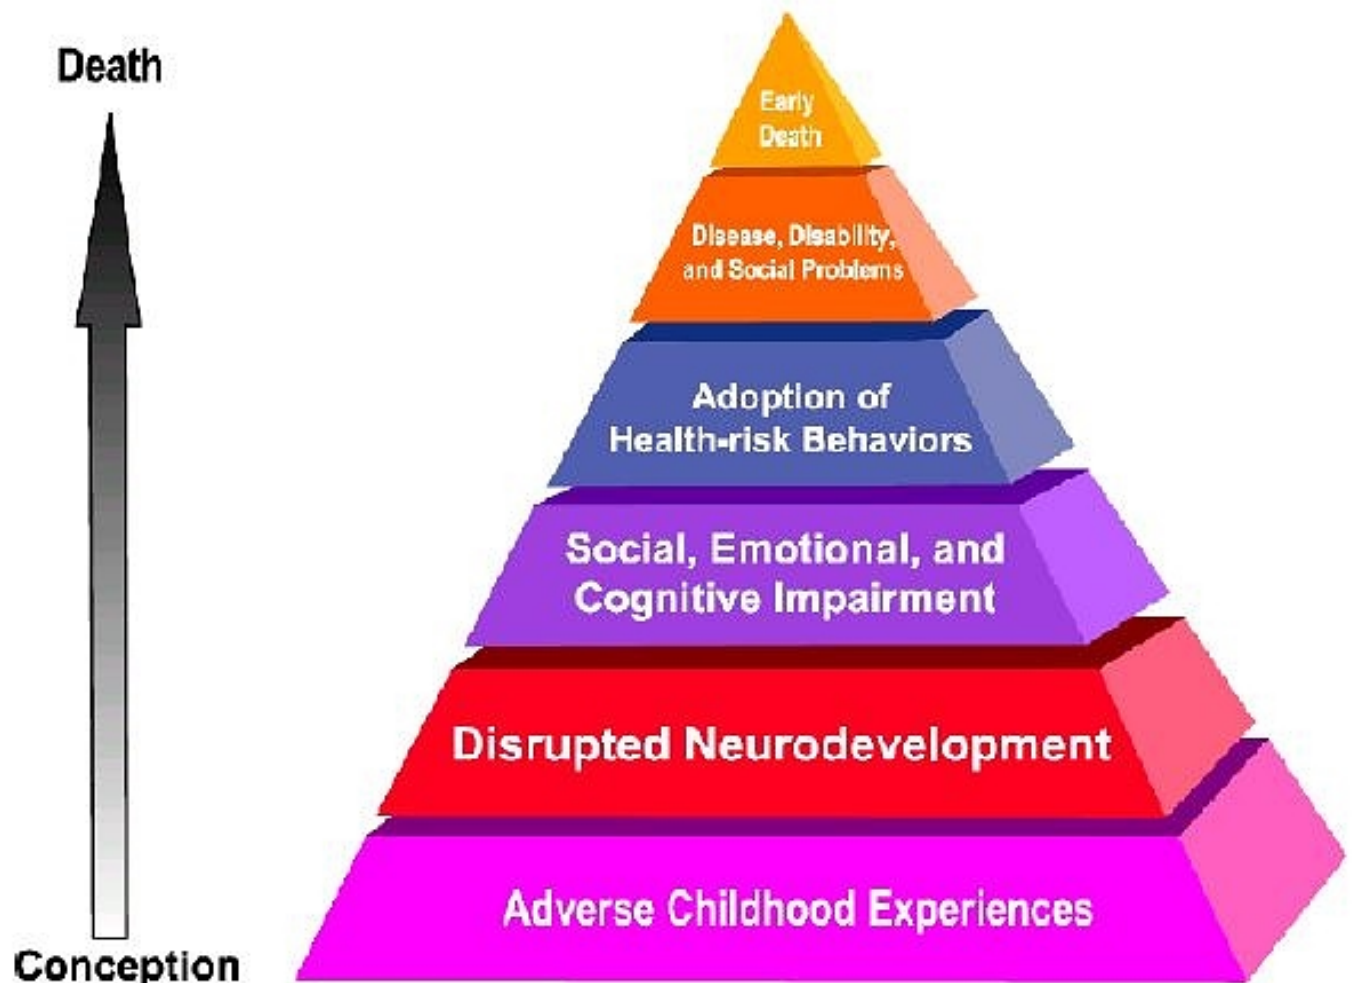 Death
Early
Death
Disease, Disability,
and Social Problems
Adoption of
Health-risk Behaviors
Social, Emotional, and
Cognitive Impairment
Disrupted Neurodevelopment
Adverse Childhood Experiences
Conception